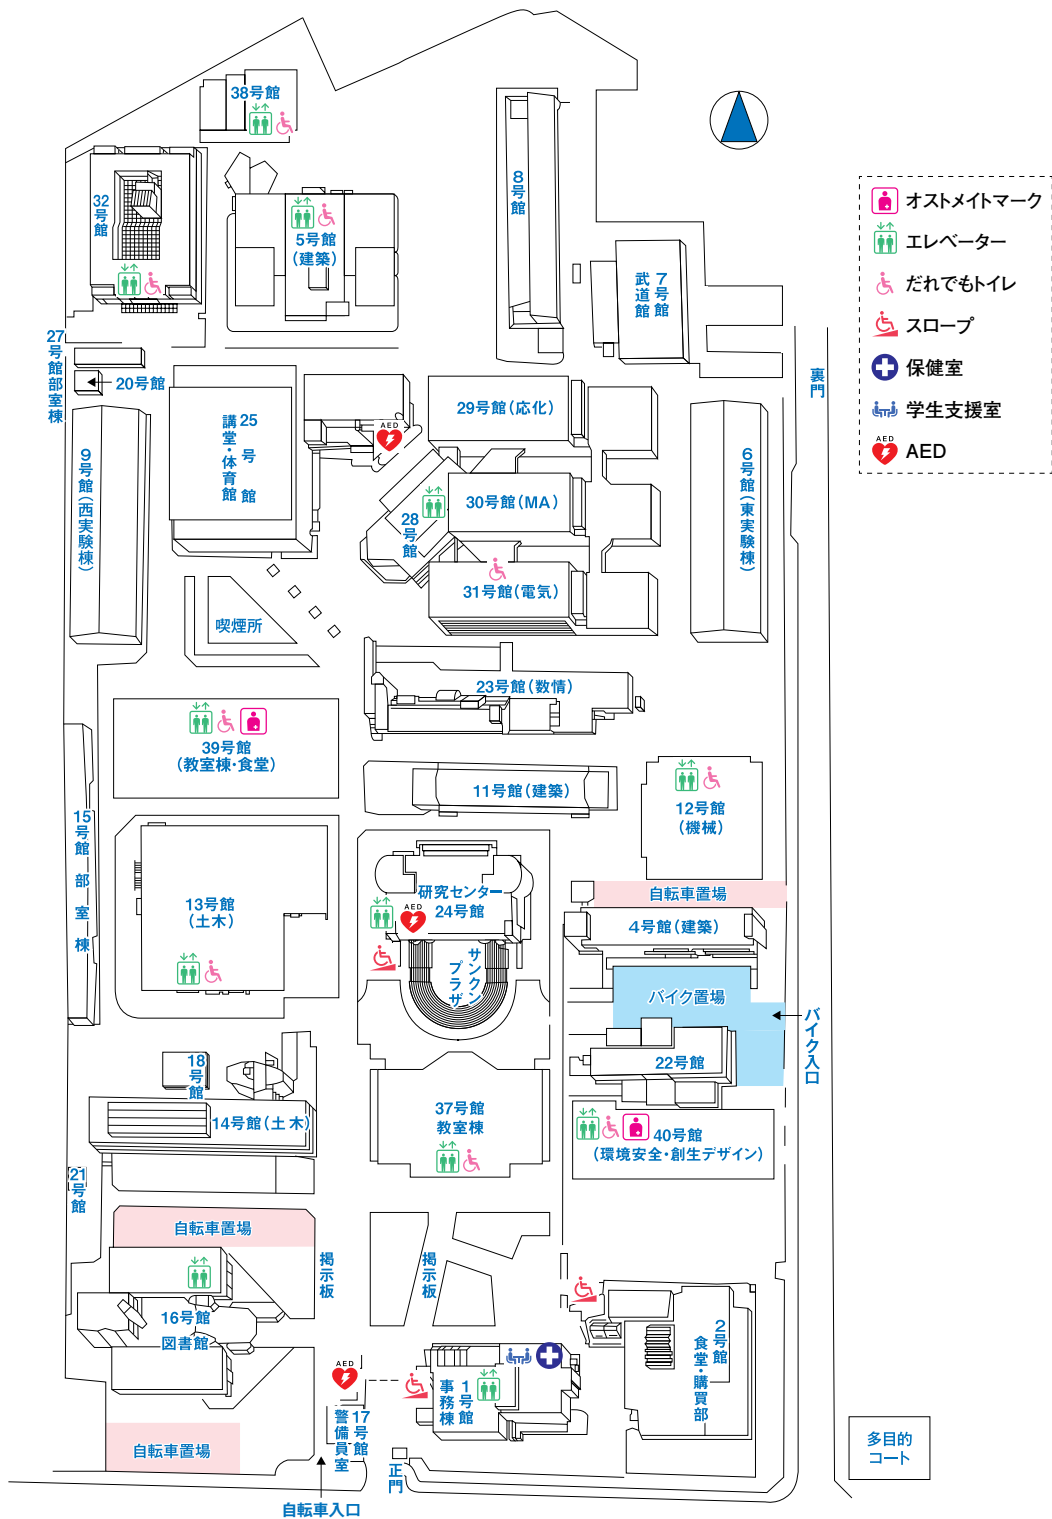 38号館
8号館
32号館
5号館
(建築)
7号館
武道館
オストメイトマーク
エレベーター
だれでもトイレ
スロープ
保健室
学生支援室
AED
AED
27号館部室棟
20号館
裏門
29号館(応化)
25号館
講堂・体育館
AED
9号館(西実験棟)
6号館(東実験棟)
30号館(MA)
28号館
31号館(電気)
喫煙所
23号館(数情)
39号館
(教室棟・食堂)
11号館(建築)
12号館
(機械)
15号館部室棟
13号館
(土木)
研究センター
24号館
AED
サンクン
プラザ
自転車置場
4号館(建築)
バイク置場
バイク入口
22号館
18号館
14号館(土木)
37号館
教室棟
40号館
(環境安全・創生デザイン)
21号館
自転車置場
掲示板
掲示板
16号館
図書館
2号館
食堂・購買部
AED
1号館
事務棟
17号館
警備員室
自転車置場
正門
自転車入口
多目的
コート